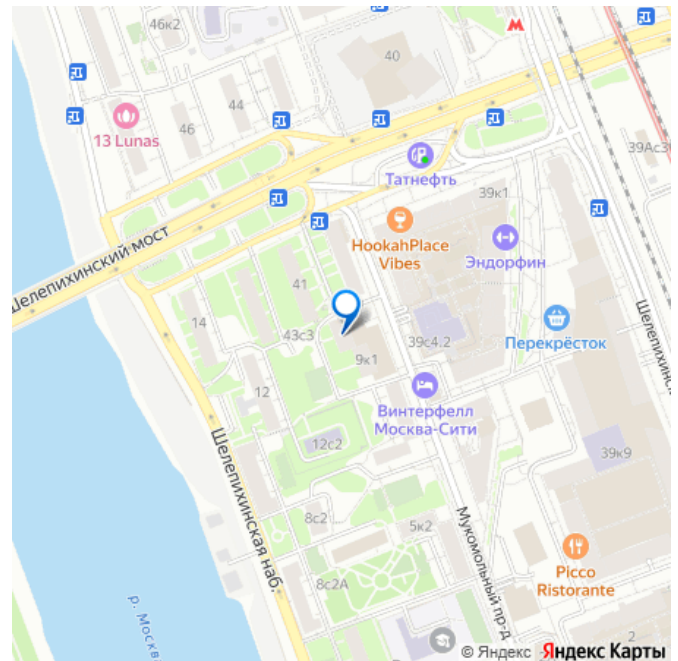 46к2
40
44
46
13 Lunas
39Ас3
Татнефть
39к1
HookahPlace
Vibes
Эндорфин
Шелепихинский мост
41
14
43с3
39с4.2
Перекрёсток
9к1
12
Винтерфелл
Москва-Сити
Шелепихинская наб.
12с2
39к9
8с2
5к2
Мукомольный пр-д
Picco
Ristorante
8с2А
р. Москв
2
© Яндекс Яндекс Карты